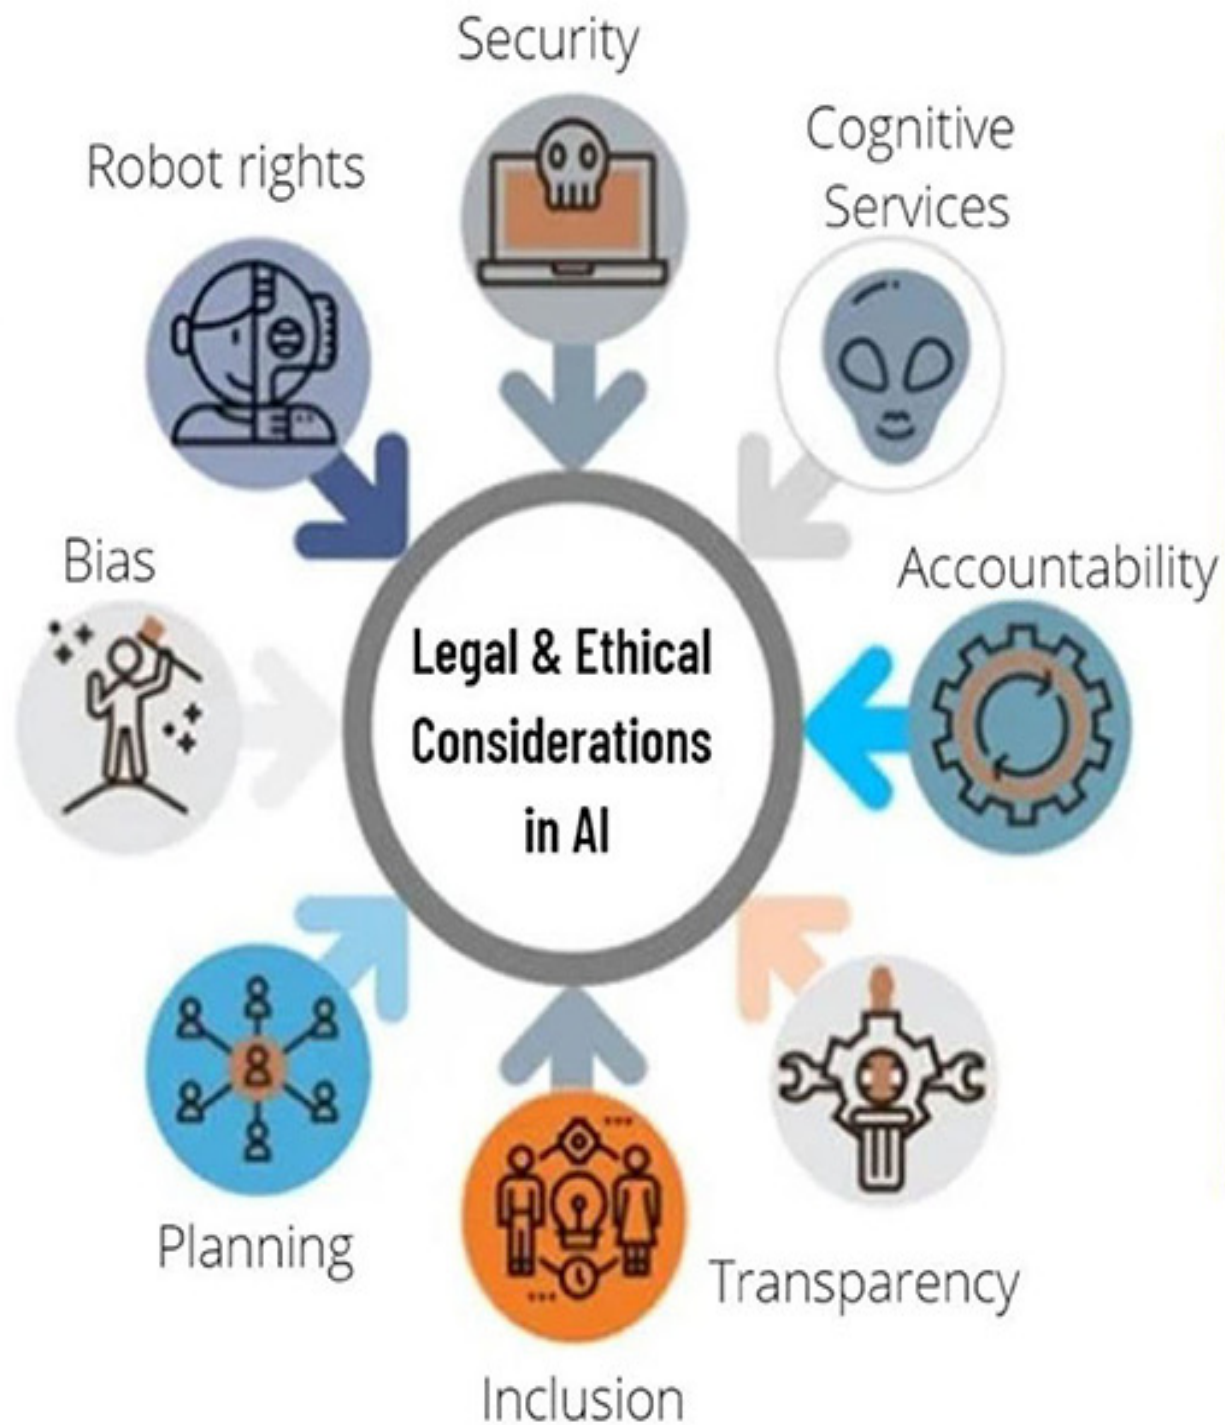 Security
Robot rights
Cognitive
Services
Bias
Accountability
Legal & Ethical
Considerations
in AI
Planning
Transparency
Inclusion